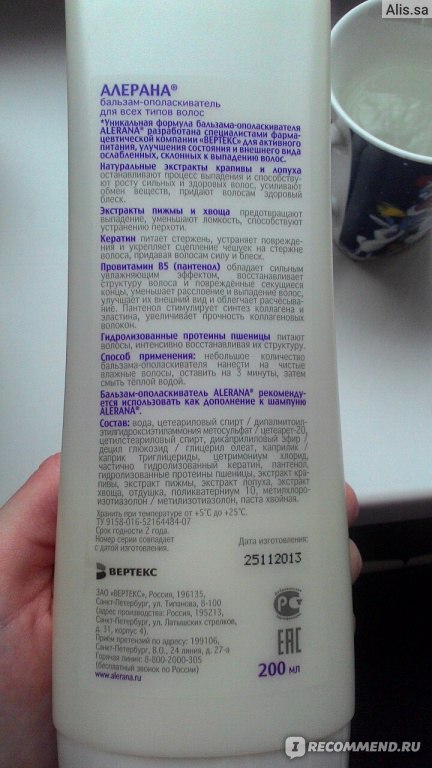 Alis.sa
АЛЕРАНА®
бальзам-ополаскиватель
для всех типов волос
*Уникальная формула бальзама-ополаскивателя
ALERANA® разработана специалистами фарма-
цевтической компании «ВЕРТЕКС» для активного
питания, улучшения состояния и внешнего вида
ослабленных, склонных к выпадению волос.
Натуральные экстракты крапивы и лопуха
останавливают процесс выпадения и способству-
ют росту сильных и здоровых волос, усиливают
обмен веществ, придают волосам здоровый
блеск.
Экстракты пижмы и хвоща предотвращают
выпадение, уменьшают ломкость, способствуют
устранению перхоти.
Кератин питает стержень, устраняет поврежде-
ния и укрепляет сцепление чешуек на стержне
волоса, придавая волосам силу и блеск.
Провитамин B5 (пантенол) обладает сильным
увлажняющим эффектом, восстанавливает
структуру волоса и повреждённые секущиеся
концы, уменьшает расслоение и выпадение волос,
улучшает их внешний вид и облегчает расчёсыва-
ние. Пантенол стимулирует синтез коллагена и
эластина, увеличивает прочность коллагеновых
волокон.
Гидролизованные протеины пшеницы питают
волосы, интенсивно восстанавливая их структуру.
Способ применения: небольшое количество
бальзама-ополаскивателя нанести на чистые
влажные волосы, оставить на 3 минуты, затем
смыть тёплой водой.
Бальзам-ополаскиватель ALERANA® рекоменду-
ется использовать как дополнение к шампуню
ALERANA®.
Состав: вода, цетеариловый спирт / дипальмитоил-
этилгидроксиэтиламмония метосульфат / цетеарет-20,
цетилстеариловый спирт, дикаприловый эфир /
децил глюкозид / глицерил олеат, каприлик /
каприк триглицериды, цетримониум хлорид,
частично гидролизованный кератин, пантенол,
гидролизованные протеины пшеницы, экстракт кра-
пивы, экстракт пижмы, экстракт лопуха, экстракт
хвоща, отдушка, поликватерниум 10, метилхлоро-
изотиазолон / метилизотиазолон, паста хвойная.
Хранить при температуре от +5°C до +25°C.
ТУ 9158-016-52164484-07
Срок годности 2 года.
Номер серии совпадает
с датой изготовления.
Дата изготовления:
25112013
ВЕРТЕКС
ЗАО «ВЕРТЕКС», Россия, 196135,
Санкт-Петербург, ул. Типанова, 8-100
Адрес производства: Россия, 195213,
Санкт-Петербург, ул. Латышских стрелков,
д. 31, корпус 4).
Приём претензий по адресу: 199106,
Санкт-Петербург, В.О., 24 линия, д. 27-а
Горячая линия: 8-800-2000-305
(бесплатный звонок по России)
www.alerana.ru
РСТ
EAC
200 мл
IRECOMMEND.RU